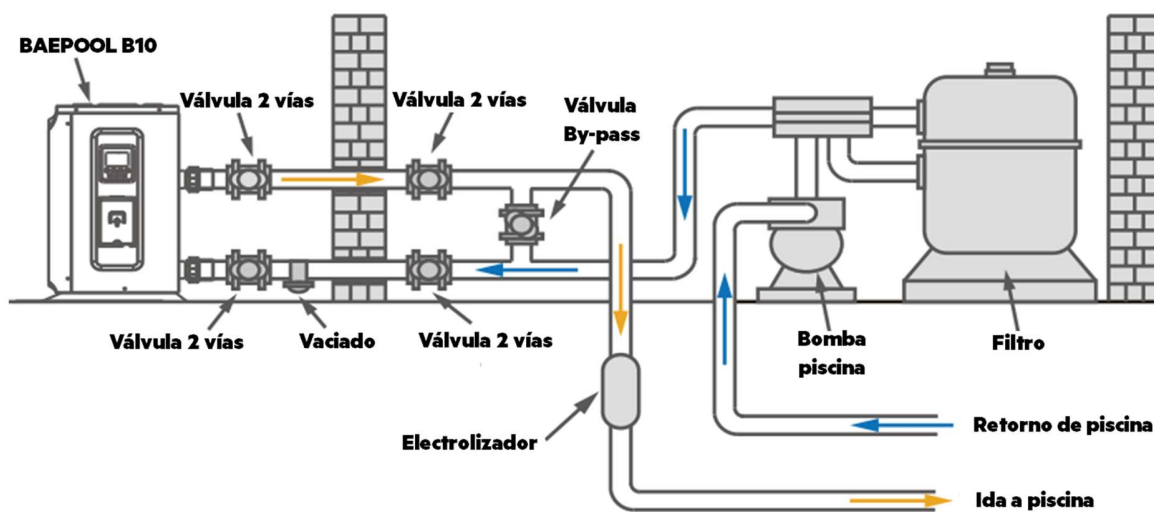 BAEPOOL B10
Válvula 2 vías
Válvula 2 vías
Válvula
By-pass
Válvula 2 vías
Vaciado
Válvula 2 vías
Bomba
piscina
Filtro
Electrolizador
Retorno de piscina
Ida a piscina